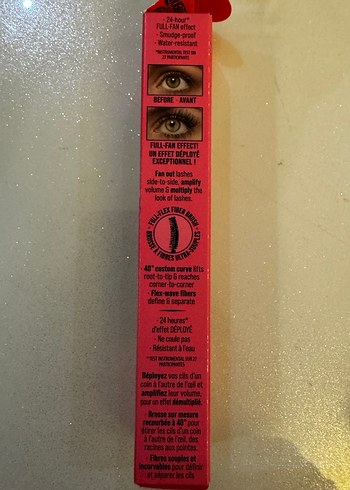 · 24-hour*
FULL-FAN effect
· Smudge-proof
· Water-resistant
*INSTRUMENTAL TEST ON
27 PARTICIPANTS
BEFORE · AVANT
FULL-FAN EFFECT!
UN EFFET DÉPLOYÉ
EXCEPTIONNEL !
Fan out lashes
side-to-side, amplify
volume & multiply the
look of lashes.
· FULL-FLEX FIBER BRUSH ·
BROSSE À FIBRES ULTRA-SOUPLES
· 40° custom curve lifts
root-to-tip & reaches
corner-to-corner
· Flex-wave fibers
define & separate
· 24 heures*
d'effet DÉPLOYÉ
· Ne coule pas
· Résistant à l'eau
*TEST INSTRUMENTAL SUR 27
PARTICIPANTS
Déployez vos cils d'un
coin à l'autre de l'œil et
amplifiez leur volume,
pour un effet démultiplié.
· Brosse sur mesure
recourbée à 40° pour
étirer les cils d'un coin
à l'autre de l'œil, des
racines aux pointes.
· Fibres souples et
incurvables pour définir
et séparer les cils